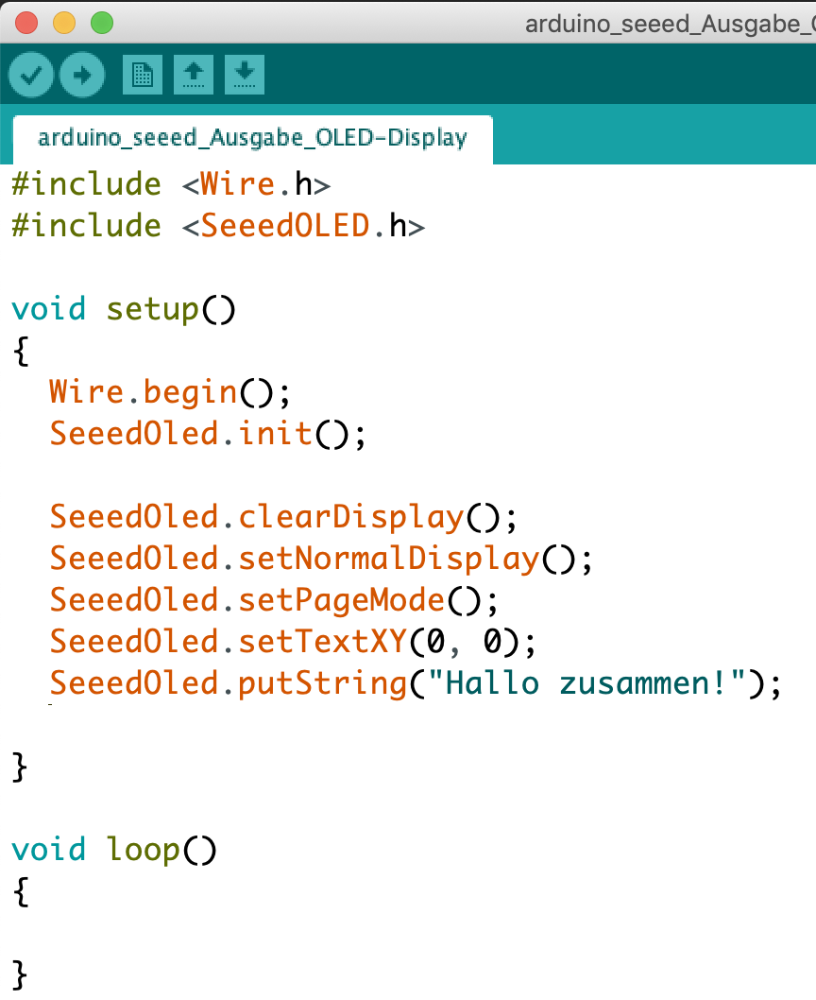 arduino_seeed_Ausgabe_
arduino_seeed_Ausgabe_OLED-Display
#include <Wire.h>
#include <SeeedOLED.h>
void setup()
{
Wire.begin();
SeeedOled.init();
SeeedOled.clearDisplay();
SeeedOled.setNormalDisplay();
SeeedOled.setPageMode();
SeeedOled.setTextXY(0, 0);
SeeedOled.putString("Hallo zusammen!");
}
void loop()
{
}